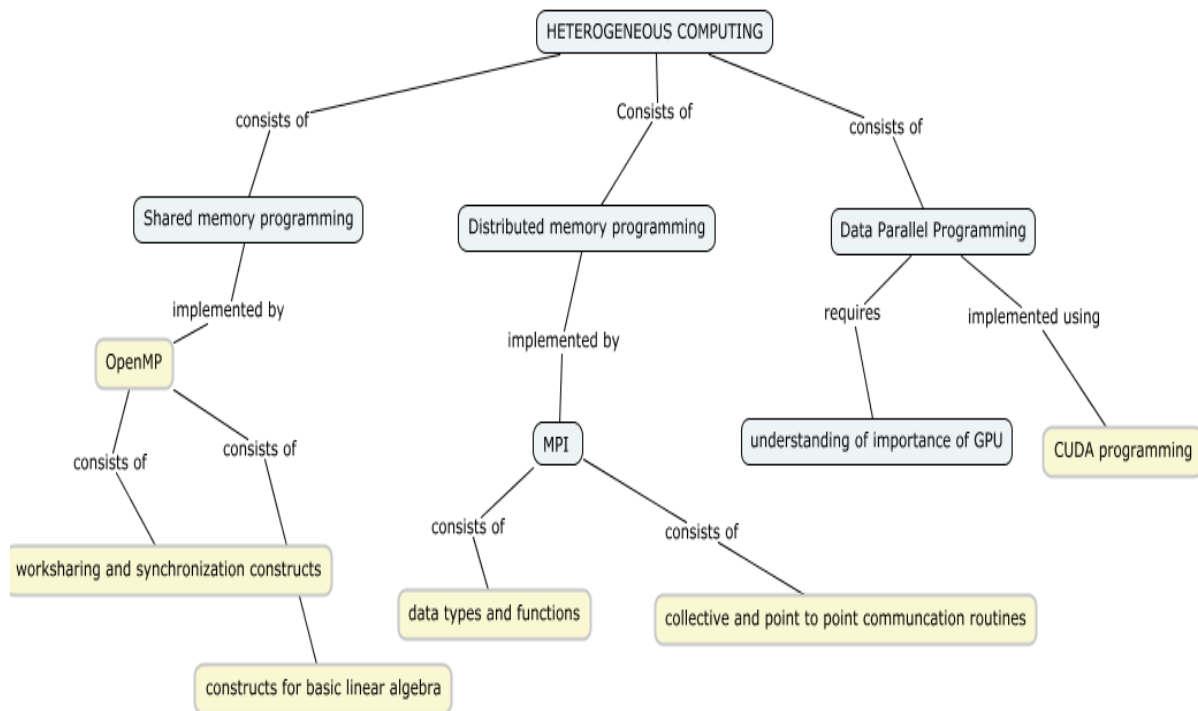 HETEROGENEOUS COMPUTING
consists of
Consists of
consists of
Shared memory programming
Distributed memory programming
Data Parallel Programming
implemented by
implemented by
requires
implemented using
OpenMP
MPI
understanding of importance of GPU
CUDA programming
consists of
consists of
consists of
consists of
worksharing and synchronization constructs
data types and functions
collective and point to point communcation routines
constructs for basic linear algebra